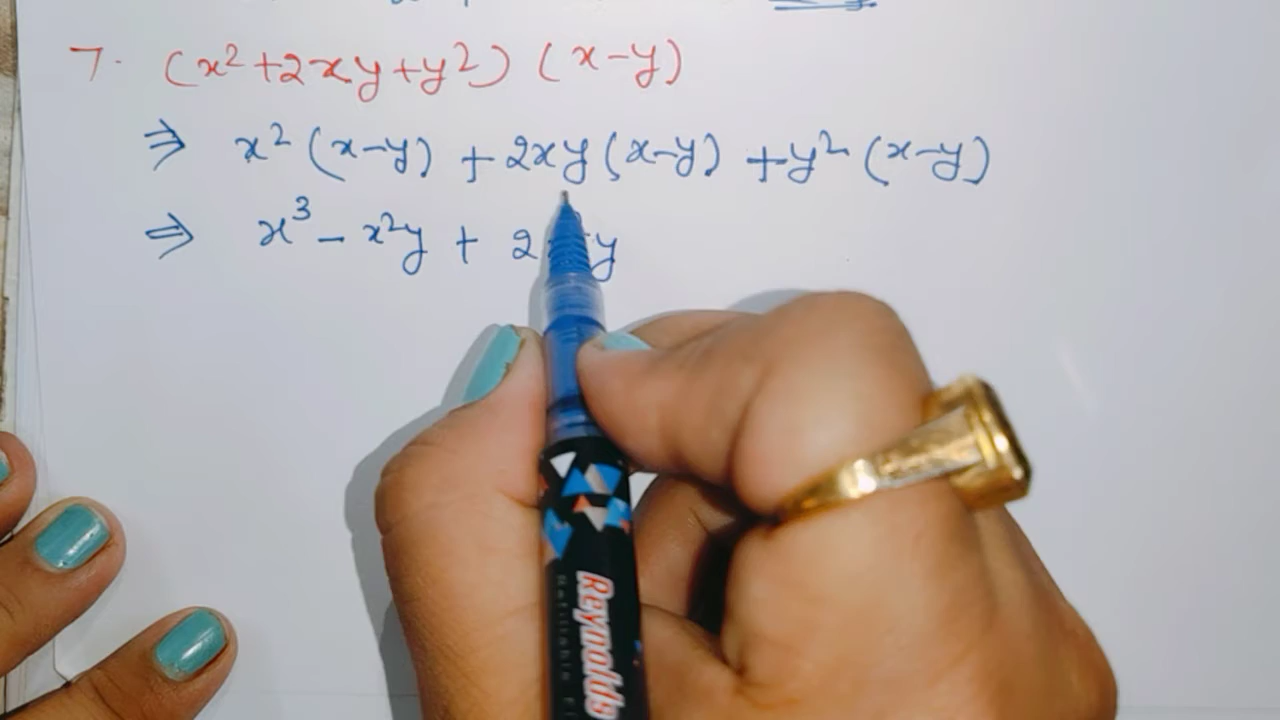 7. (x²+2xy+y²) (x-y)
⇒ x² (x-y) + 2xy (x-y) + y² (x-y)
⇒ x³ - x²y + 2 y
Reynolds